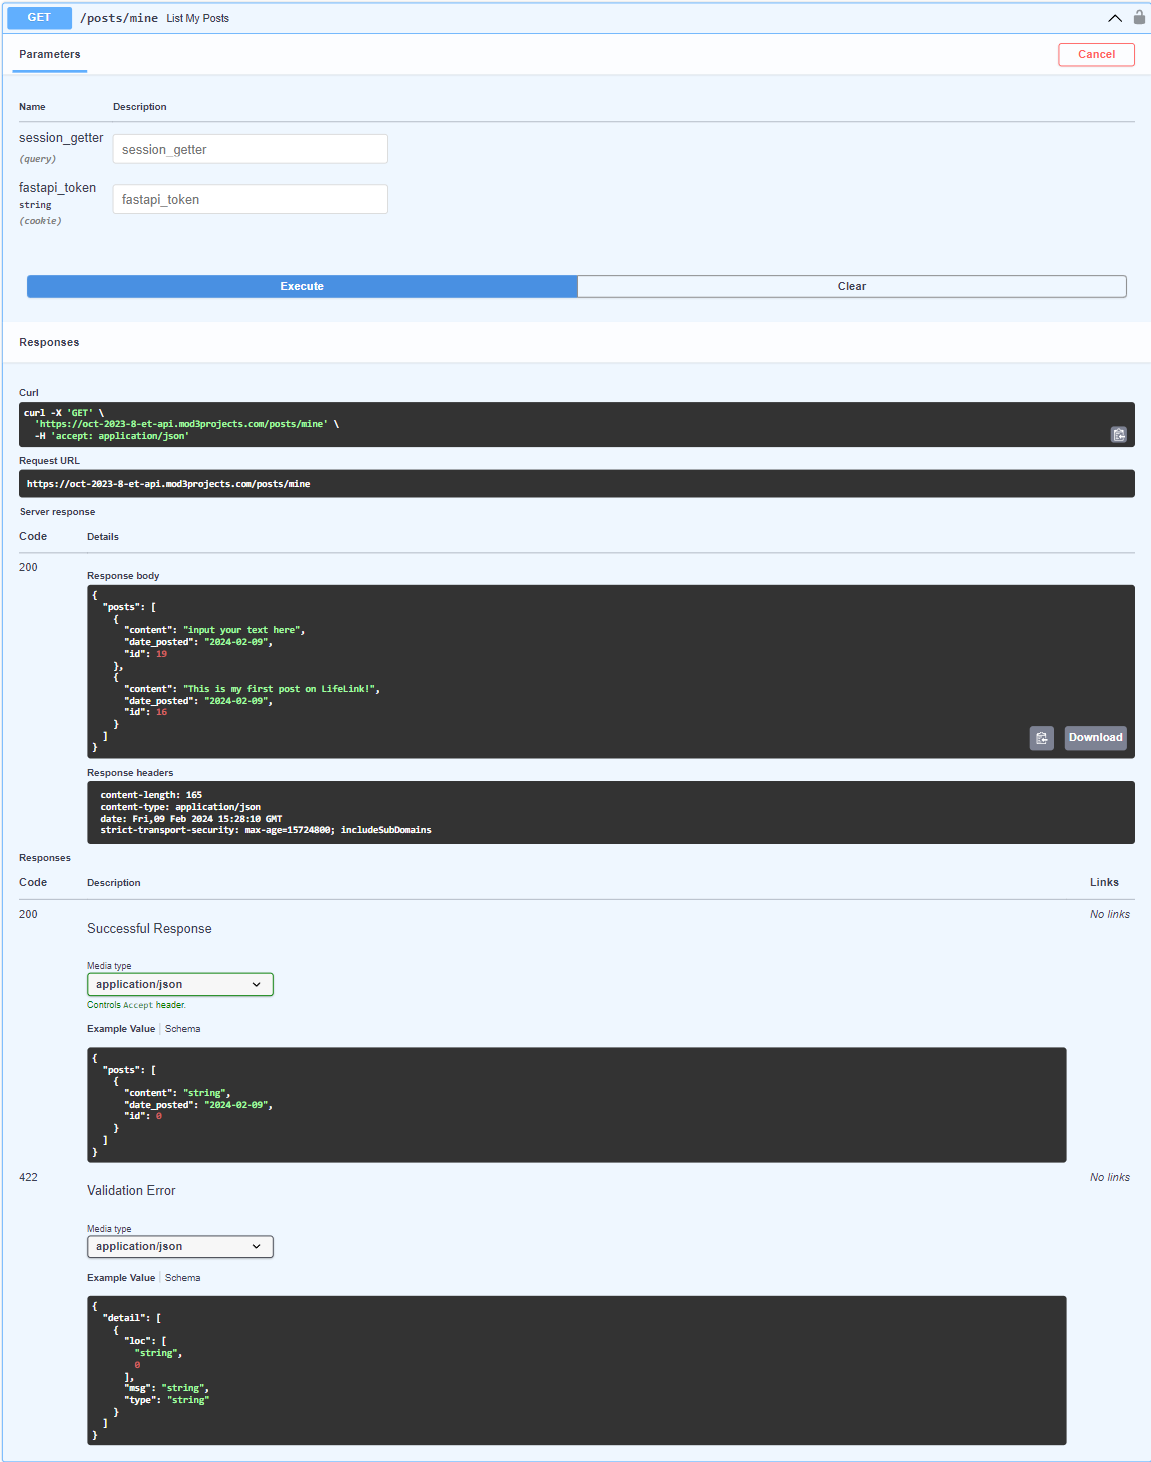 GET /posts/mine List My Posts
Parameters
Cancel
Name Description
session_getter
(query)
session_getter
fastapi_token
string
(cookie)
fastapi_token
Execute Clear
Responses
Curl
curl -X 'GET' \
'https://oct-2023-8-et-api.mod3projects.com/posts/mine' \
-H 'accept: application/json'
Request URL
https://oct-2023-8-et-api.mod3projects.com/posts/mine
Server response
Code Details
200
Response body
{
"posts": [
{
"content": "input your text here",
"date_posted": "2024-02-09",
"id": 19
},
{
"content": "This is my first post on LifeLink!",
"date_posted": "2024-02-09",
"id": 16
}
]
}
Download
Response headers
content-length: 165
content-type: application/json
date: Fri,09 Feb 2024 15:28:10 GMT
strict-transport-security: max-age=15724800; includeSubDomains
Responses
Code Description Links
200 No links
Successful Response
Media type
application/json
Controls Accept header.
Example Value Schema
{
"posts": [
{
"content": "string",
"date_posted": "2024-02-09",
"id": 0
}
]
}
422 No links
Validation Error
Media type
application/json
Example Value Schema
{
"detail": [
{
"loc": [
"string",
0
],
"msg": "string",
"type": "string"
}
]
}